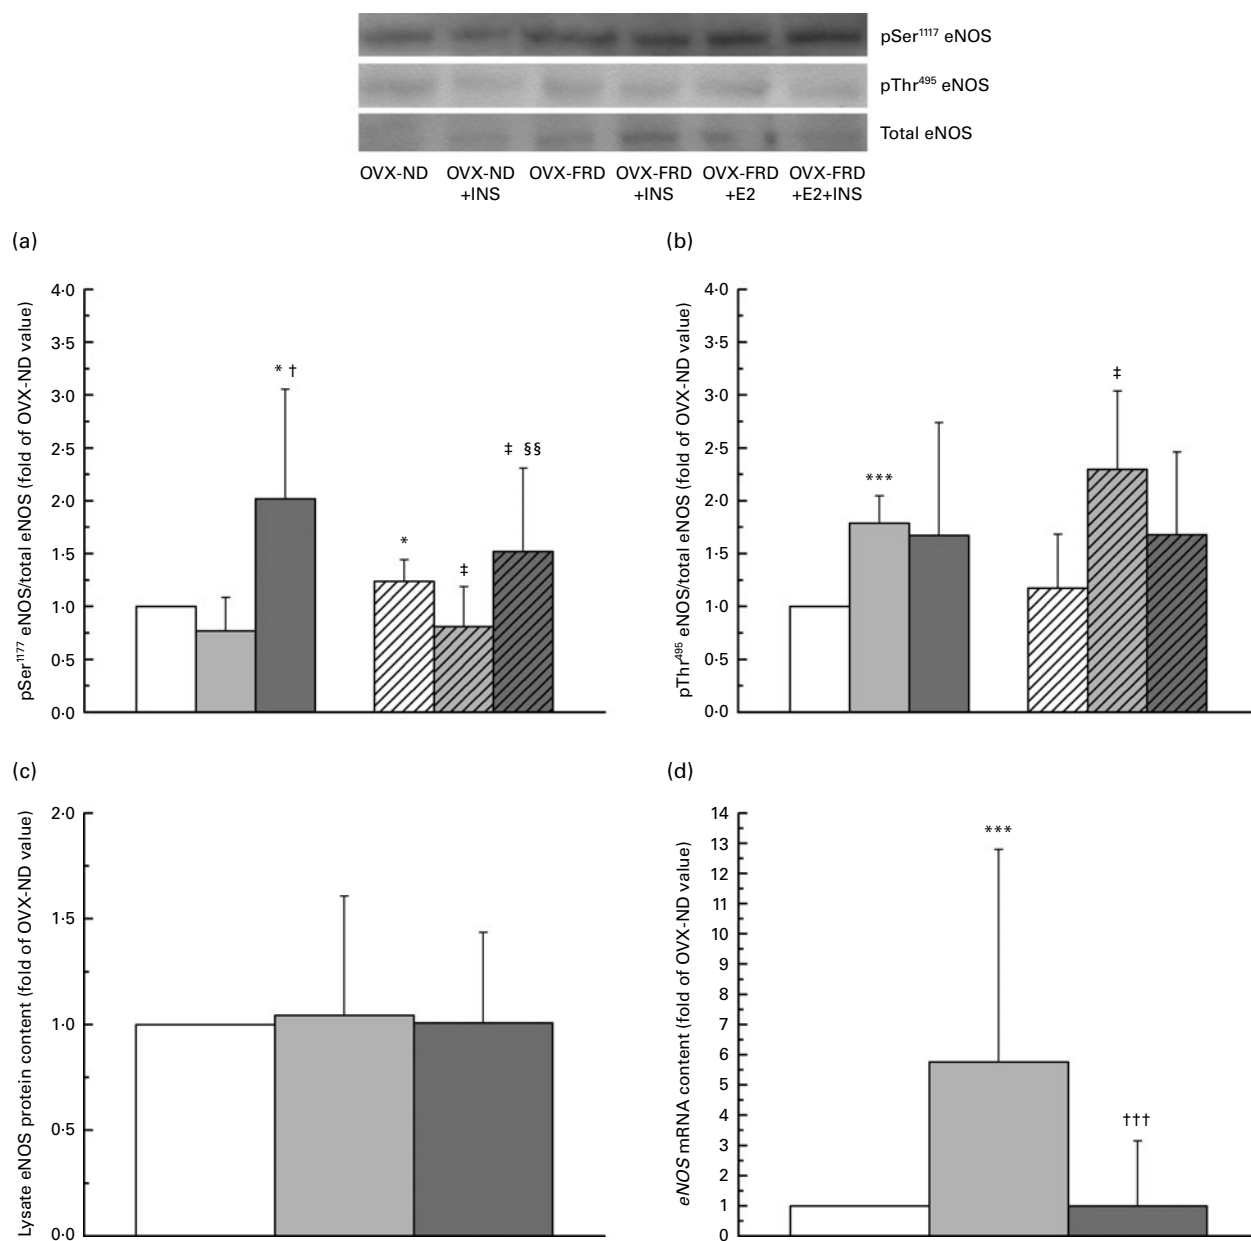 pSer¹¹¹⁷ eNOS
pThr⁴⁹⁵ eNOS
Total eNOS
OVX-ND
OVX-ND
+INS
OVX-FRD
OVX-FRD
+INS
OVX-FRD
+E2
OVX-FRD
+E2+INS
(a)
pSer¹¹⁷⁷ eNOS/total eNOS (fold of OVX-ND value)
4·0
3·5
3·0
2·5
2·0
1·5
1·0
0·5
0·0
* †
*
‡
‡ §§
(b)
pThr⁴⁹⁵ eNOS/total eNOS (fold of OVX-ND value)
4·0
3·5
3·0
2·5
2·0
1·5
1·0
0·5
0·0
***
‡
(c)
Lysate eNOS protein content (fold of OVX-ND value)
2·0
1·5
1·0
0·5
0·0
(d)
eNOS mRNA content (fold of OVX-ND value)
14
13
12
11
10
9
8
7
6
5
4
3
2
1
0
***
†††